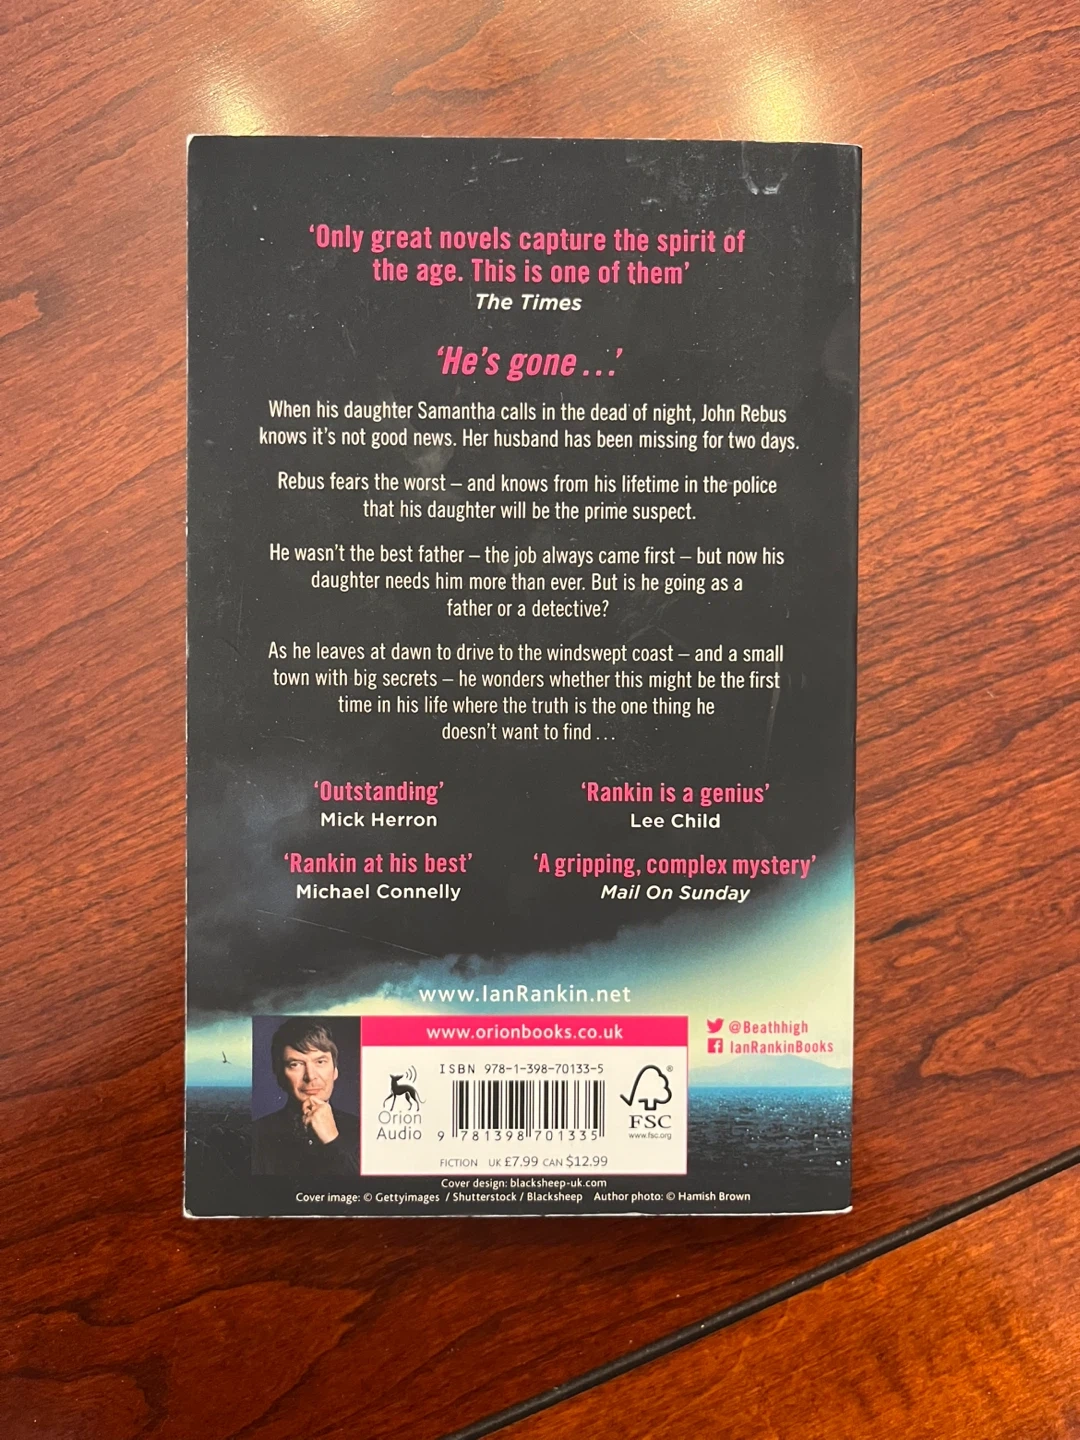 ‘Only great novels capture the spirit of
the age. This is one of them’
The Times
‘He’s gone ...’
When his daughter Samantha calls in the dead of night, John Rebus
knows it’s not good news. Her husband has been missing for two days.
Rebus fears the worst – and knows from his lifetime in the police
that his daughter will be the prime suspect.
He wasn’t the best father – the job always came first – but now his
daughter needs him more than ever. But is he going as a
father or a detective?
As he leaves at dawn to drive to the windswept coast – and a small
town with big secrets – he wonders whether this might be the first
time in his life where the truth is the one thing he
doesn’t want to find ...
‘Outstanding’
Mick Herron
‘Rankin is a genius’
Lee Child
‘Rankin at his best’
Michael Connelly
‘A gripping, complex mystery’
Mail On Sunday
www.IanRankin.net
www.orionbooks.co.uk
@Beathhigh
IanRankinBooks
ISBN 978-1-398-70133-5
Orion
Audio
9 781398 701335
FSC
®
www.fsc.org
FICTION UK £7.99 CAN $12.99
Cover design: blacksheep-uk.com
Cover image: © Gettyimages / Shutterstock / Blacksheep Author photo: © Hamish Brown